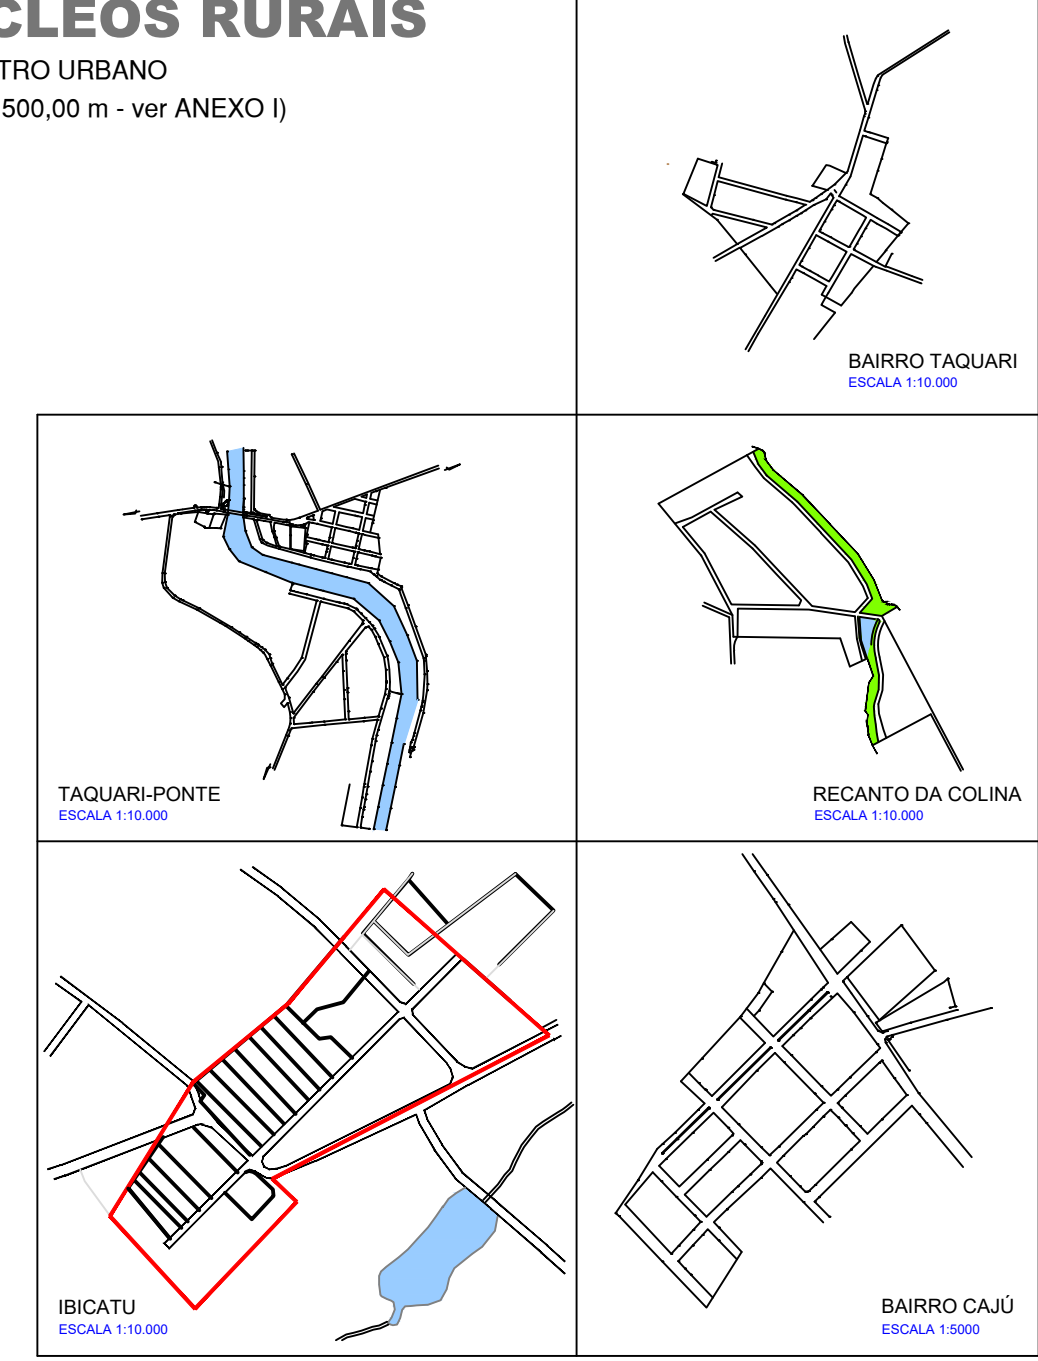 CLEOS RURAIS
TRO URBANO
500,00 m - ver ANEXO I)
BAIRRO TAQUARI
ESCALA 1:10.000
TAQUARI-PONTE
ESCALA 1:10.000
RECANTO DA COLINA
ESCALA 1:10.000
IBICATU
ESCALA 1:10.000
BAIRRO CAJÚ
ESCALA 1:5000